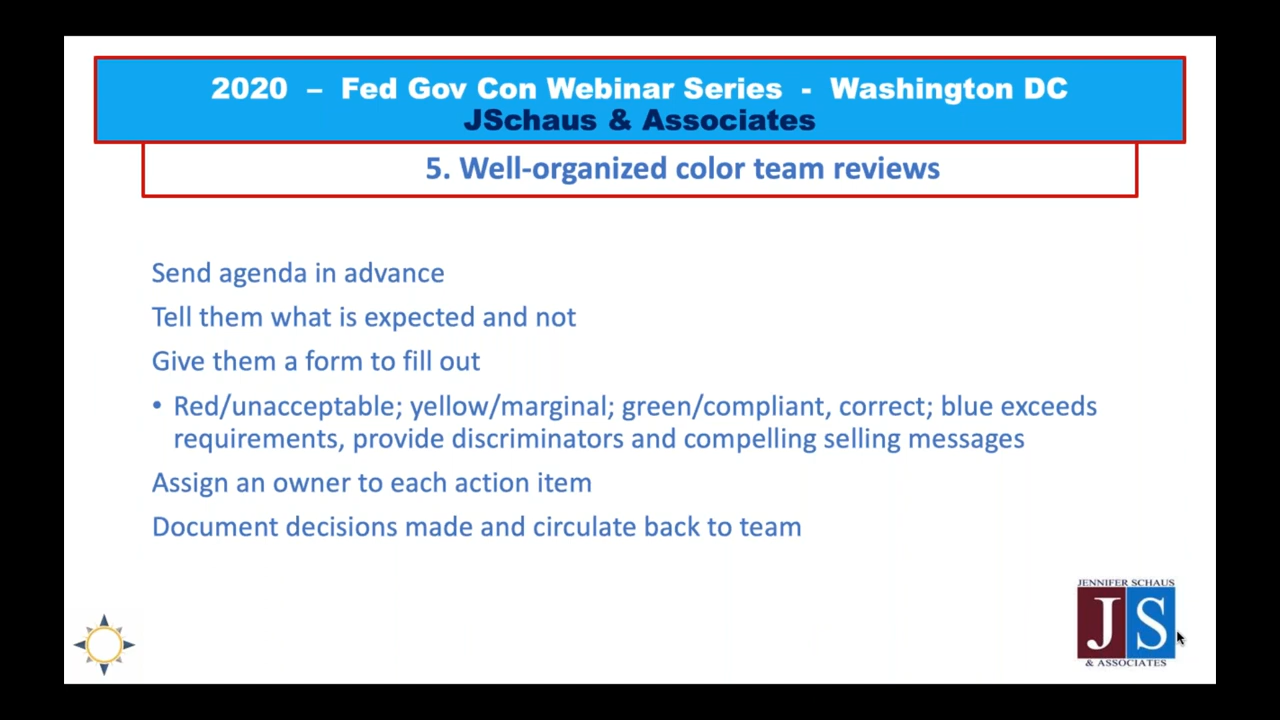 2020 – Fed Gov Con Webinar Series - Washington DC
JSchaus & Associates
5. Well-organized color team reviews
Send agenda in advance
Tell them what is expected and not
Give them a form to fill out
• Red/unacceptable; yellow/marginal; green/compliant, correct; blue exceeds
requirements, provide discriminators and compelling selling messages
Assign an owner to each action item
Document decisions made and circulate back to team
JENNIFER SCHAUS
JS
& ASSOCIATES